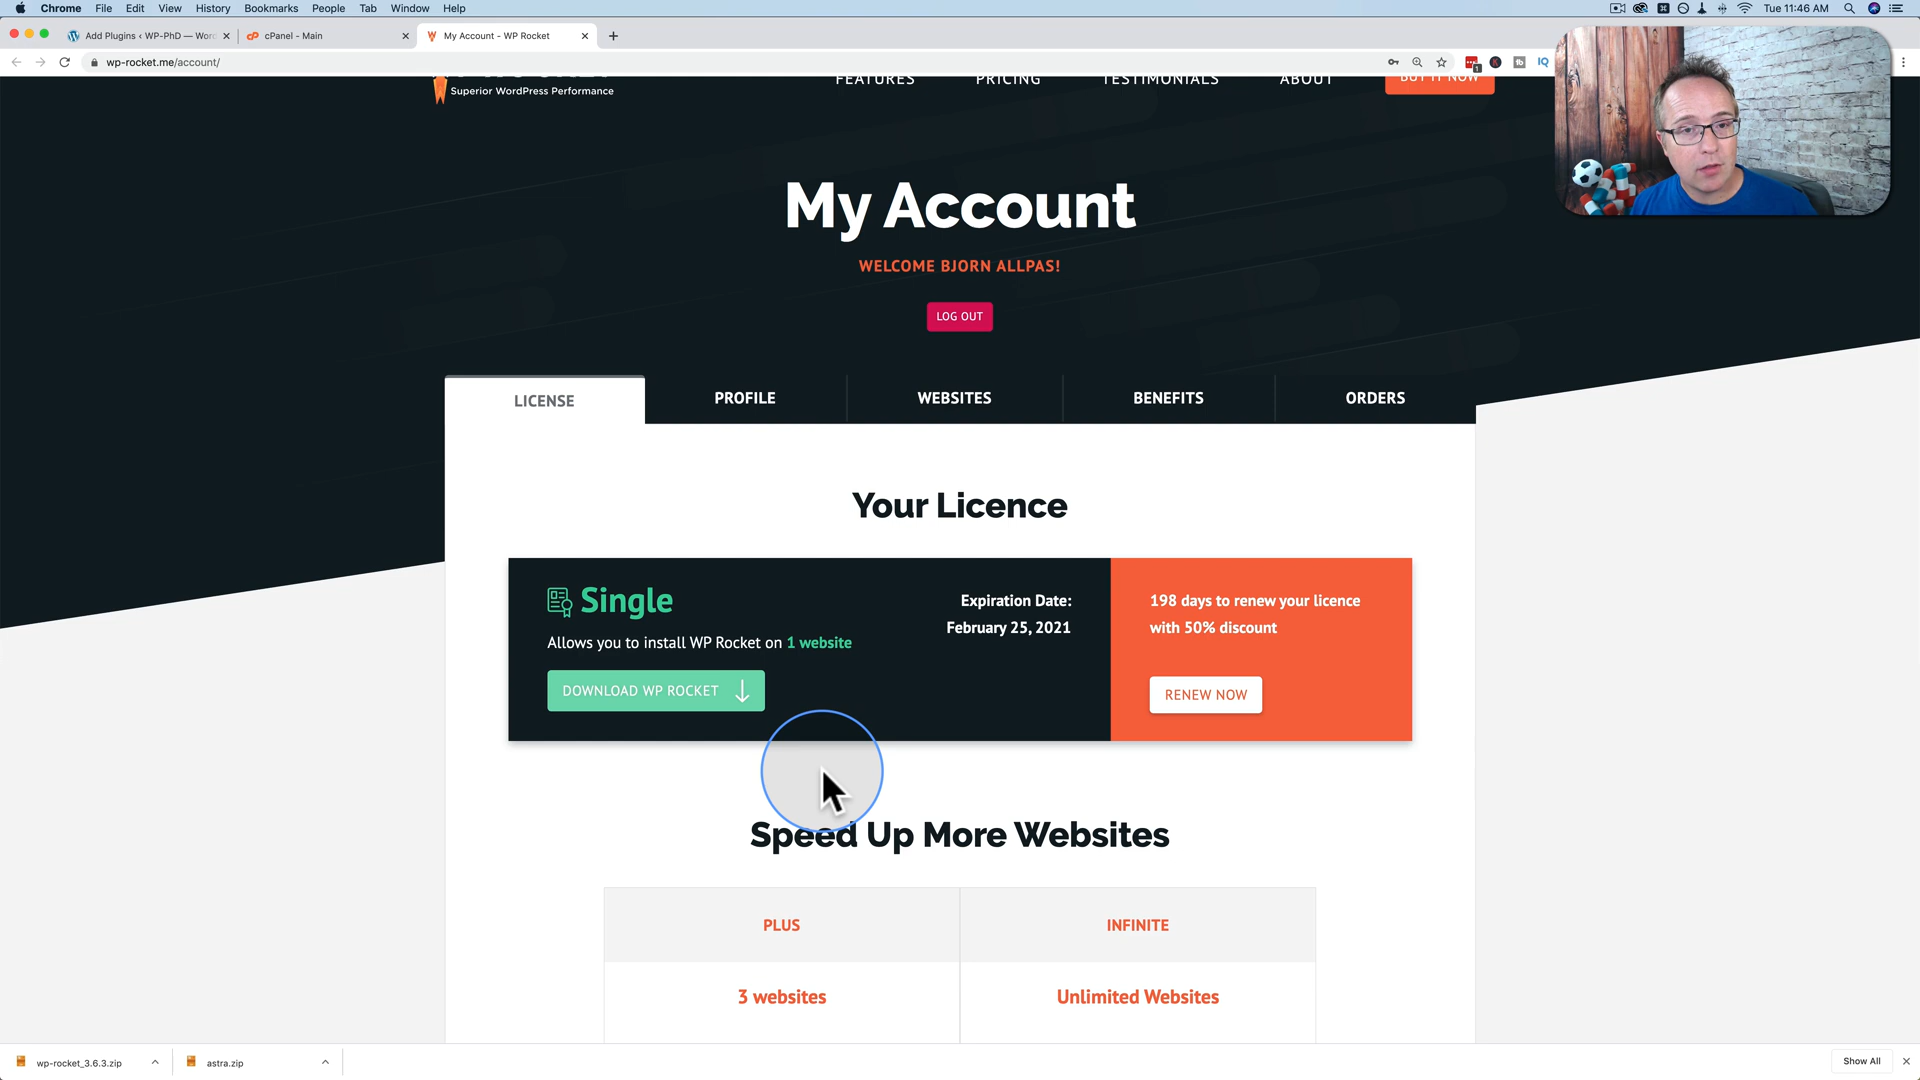 Chrome File Edit View History Bookmarks People Tab Window Help
Tue 11:46 AM
Add Plugins ‹ WP-PhD — Word
cPanel - Main
My Account - WP Rocket
wp-rocket.me/account/
IQ
Superior WordPress Performance
FEATURES
PRICING
TESTIMONIALS
ABOUT
BUY IT NOW
My Account
WELCOME BJORN ALLPAS!
LOG OUT
LICENSE
PROFILE
WEBSITES
BENEFITS
ORDERS
Your Licence
Single
Allows you to install WP Rocket on 1 website
DOWNLOAD WP ROCKET
Expiration Date:
February 25, 2021
198 days to renew your licence
with 50% discount
RENEW NOW
Speed Up More Websites
PLUS
INFINITE
3 websites
Unlimited Websites
wp-rocket_3.6.3.zip
astra.zip
Show All